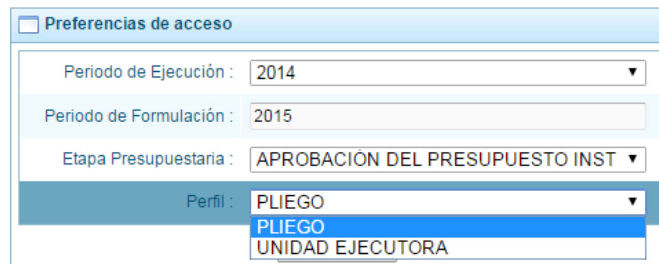 Preferencias de acceso
Periodo de Ejecución : 2014
Periodo de Formulación : 2015
Etapa Presupuestaria : APROBACIÓN DEL PRESUPUESTO INST
Perfil : PLIEGO
PLIEGO
UNIDAD EJECUTORA